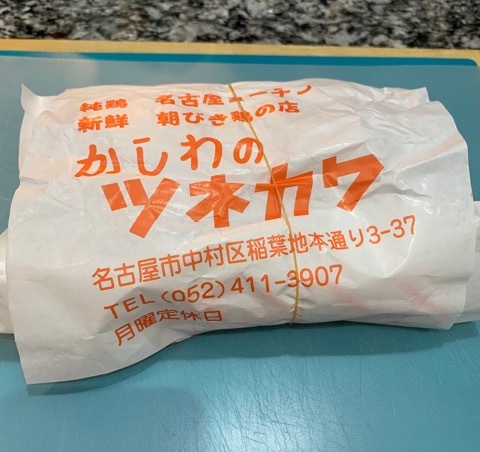 純鶏 名古屋コーチン
新鮮 朝びき鶏の店
かしわの
ツネカワ
名古屋市中村区稲葉地本通り3-37
TEL(052)411-3907
月曜定休日